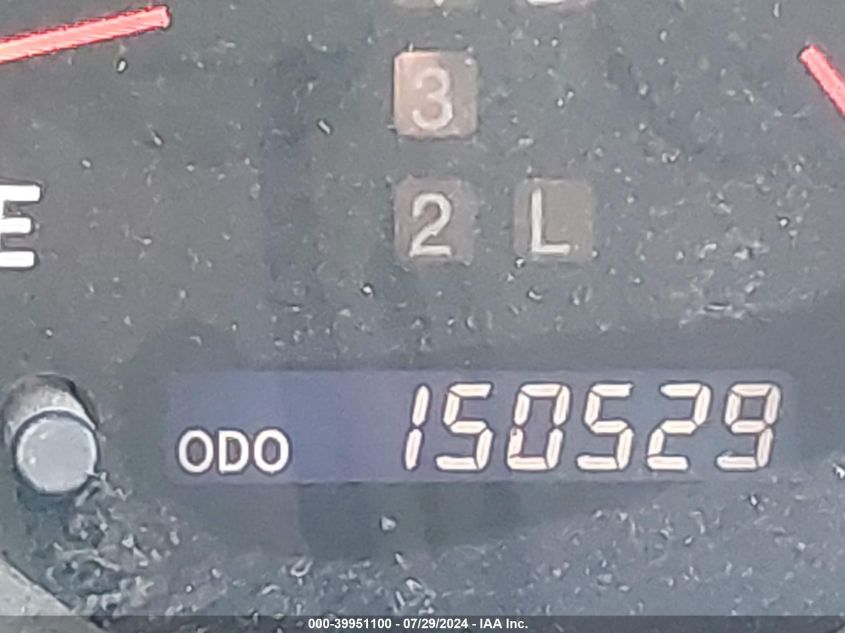 3
2 L
E
ODO 150529
000-39951100 - 07/29/2024 - IAA Inc.